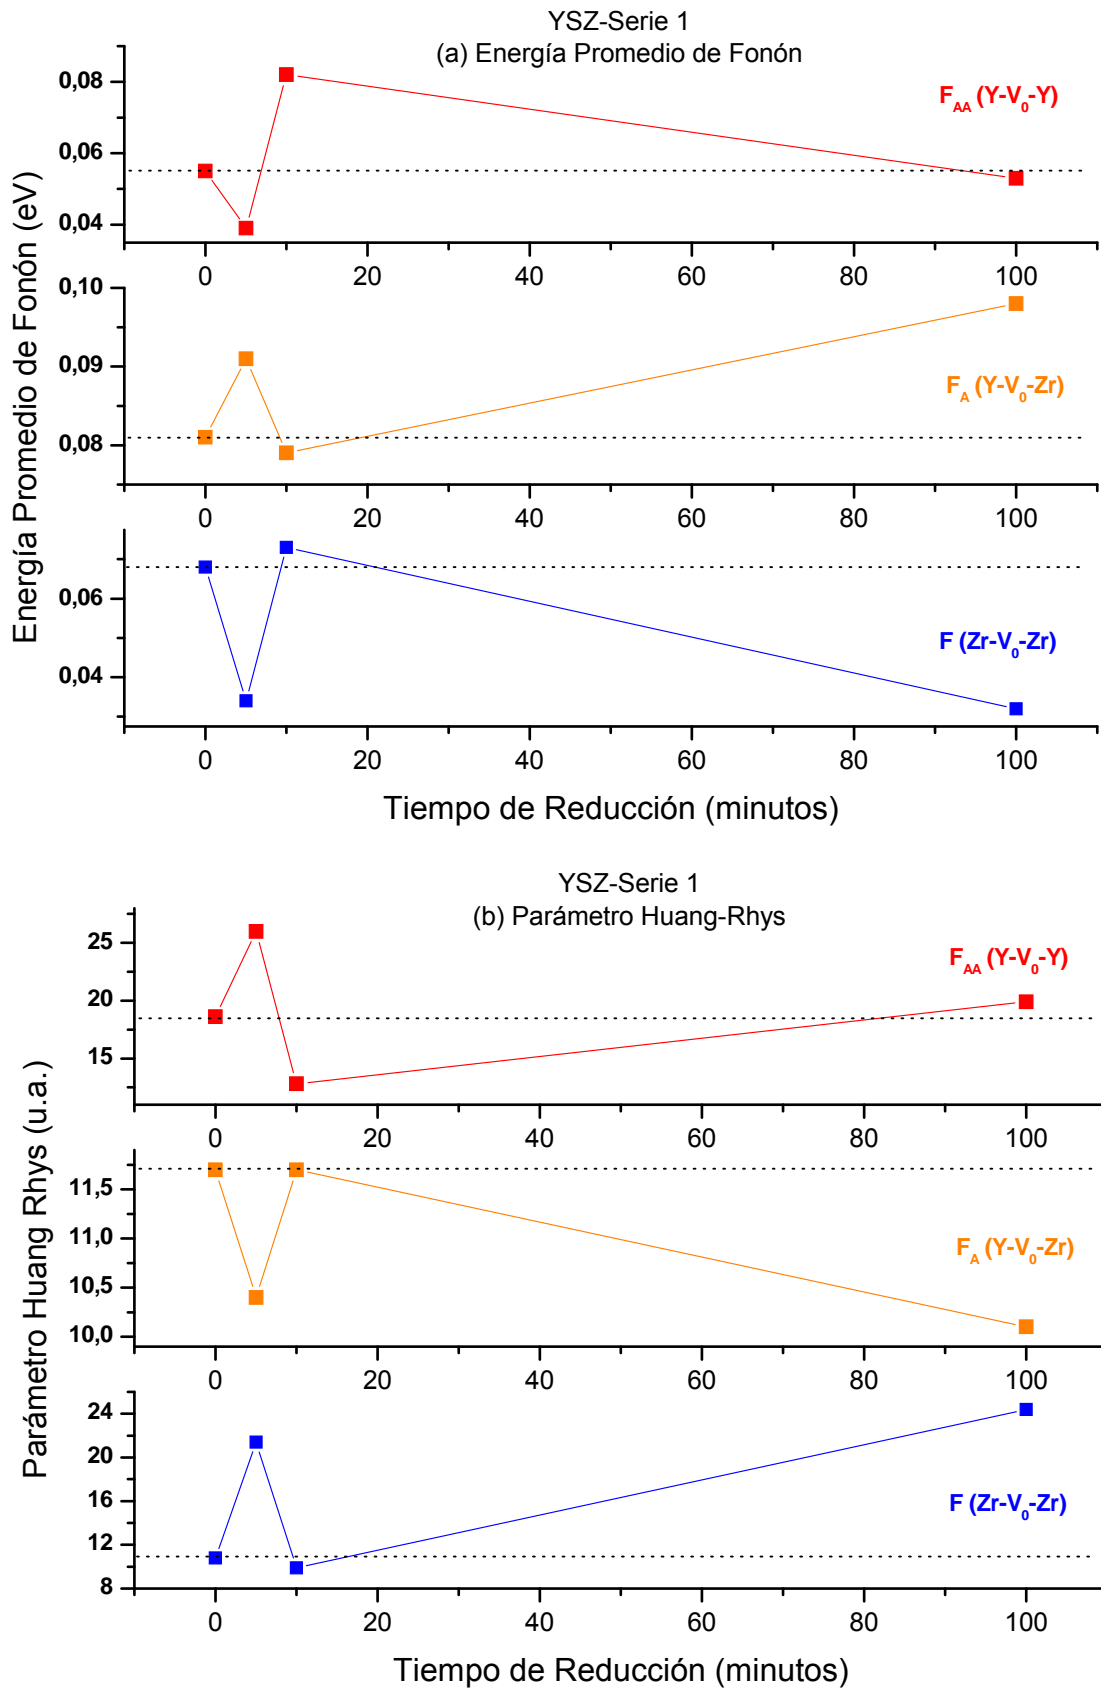 YSZ-Serie 1
(a) Energía Promedio de Fonón
Energía Promedio de Fonón (eV)
0,08
0,06
0,04
F_AA (Y-V_0-Y)
0 20 40 60 80 100
0,10
0,09
0,08
F_A (Y-V_0-Zr)
0 20 40 60 80 100
0,06
0,04
F (Zr-V_0-Zr)
0 20 40 60 80 100
Tiempo de Reducción (minutos)
YSZ-Serie 1
(b) Parámetro Huang-Rhys
Parámetro Huang Rhys (u.a.)
25
20
15
F_AA (Y-V_0-Y)
0 20 40 60 80 100
11,5
11,0
10,5
10,0
F_A (Y-V_0-Zr)
0 20 40 60 80 100
24
20
16
12
8
F (Zr-V_0-Zr)
0 20 40 60 80 100
Tiempo de Reducción (minutos)